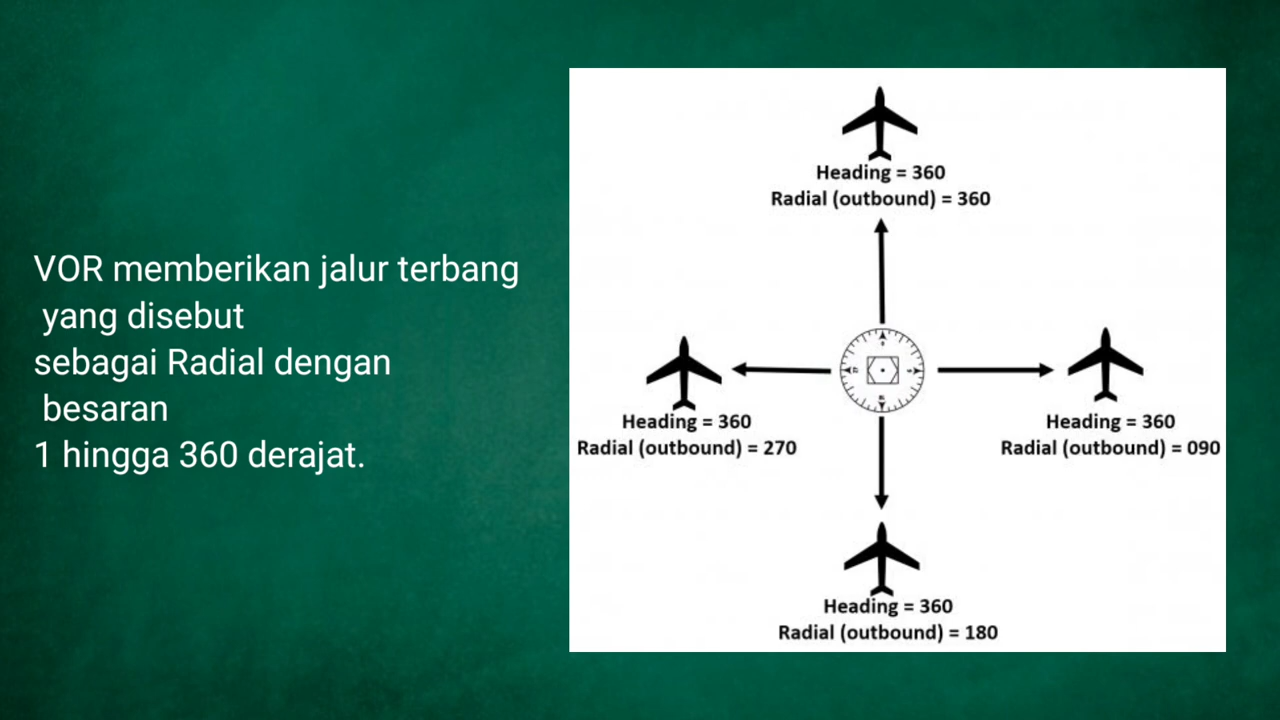 VOR memberikan jalur terbang
yang disebut
sebagai Radial dengan
besaran
1 hingga 360 derajat.
Heading = 360
Radial (outbound) = 360
Heading = 360
Radial (outbound) = 270
Heading = 360
Radial (outbound) = 090
Heading = 360
Radial (outbound) = 180